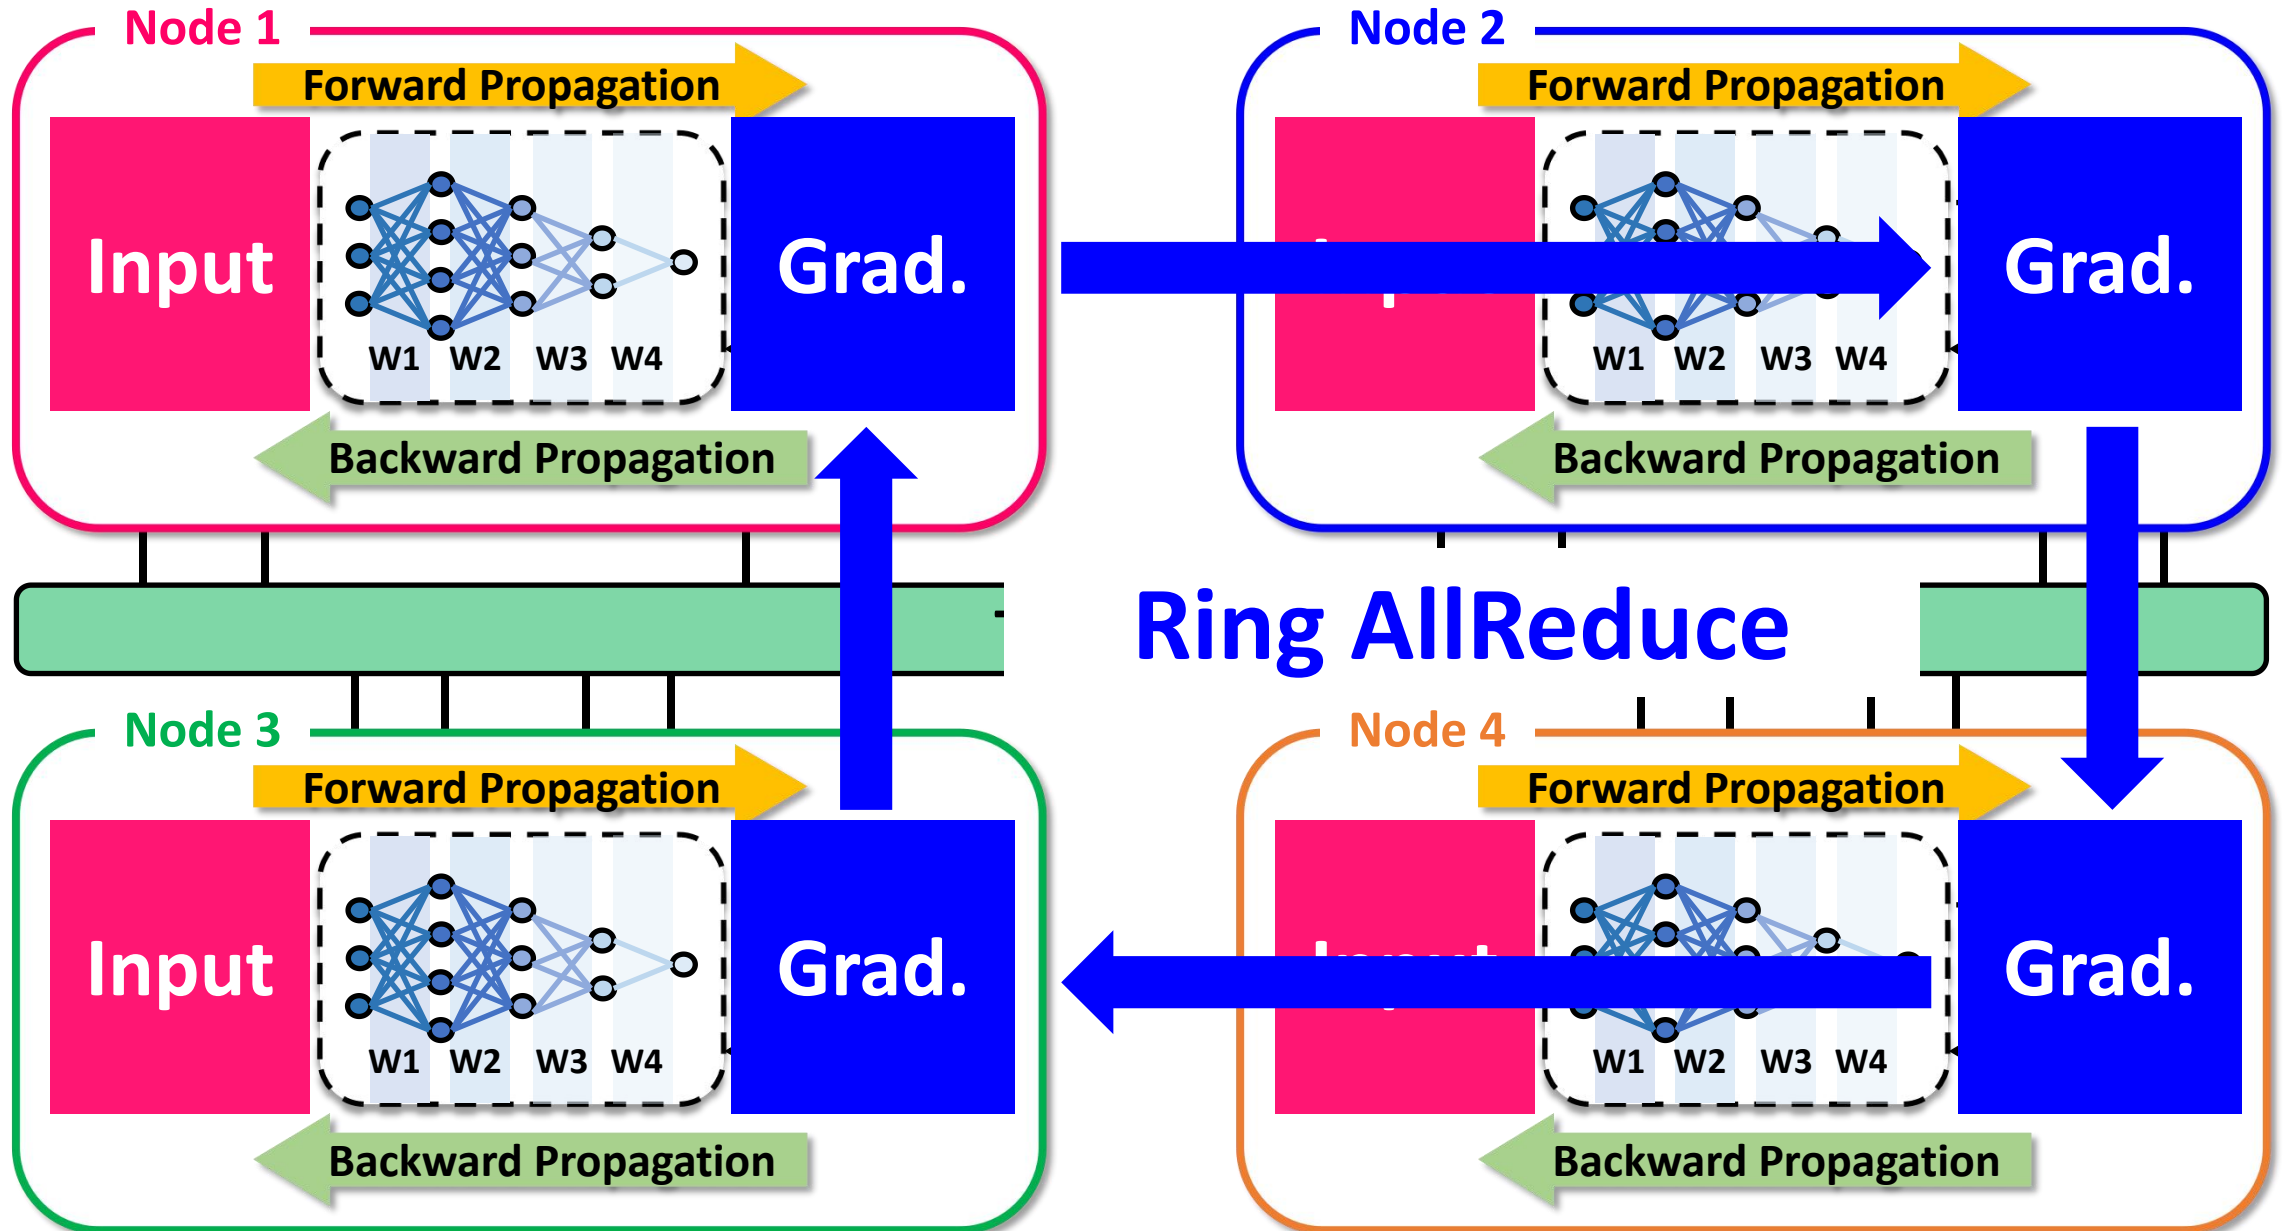 Node 1
Forward Propagation
Input
Grad.
W1 W2 W3 W4
Backward Propagation
Node 2
Forward Propagation
Grad.
W1 W2 W3 W4
Backward Propagation
Ring AllReduce
Node 3
Forward Propagation
Input
Grad.
W1 W2 W3 W4
Backward Propagation
Node 4
Forward Propagation
Grad.
W1 W2 W3 W4
Backward Propagation